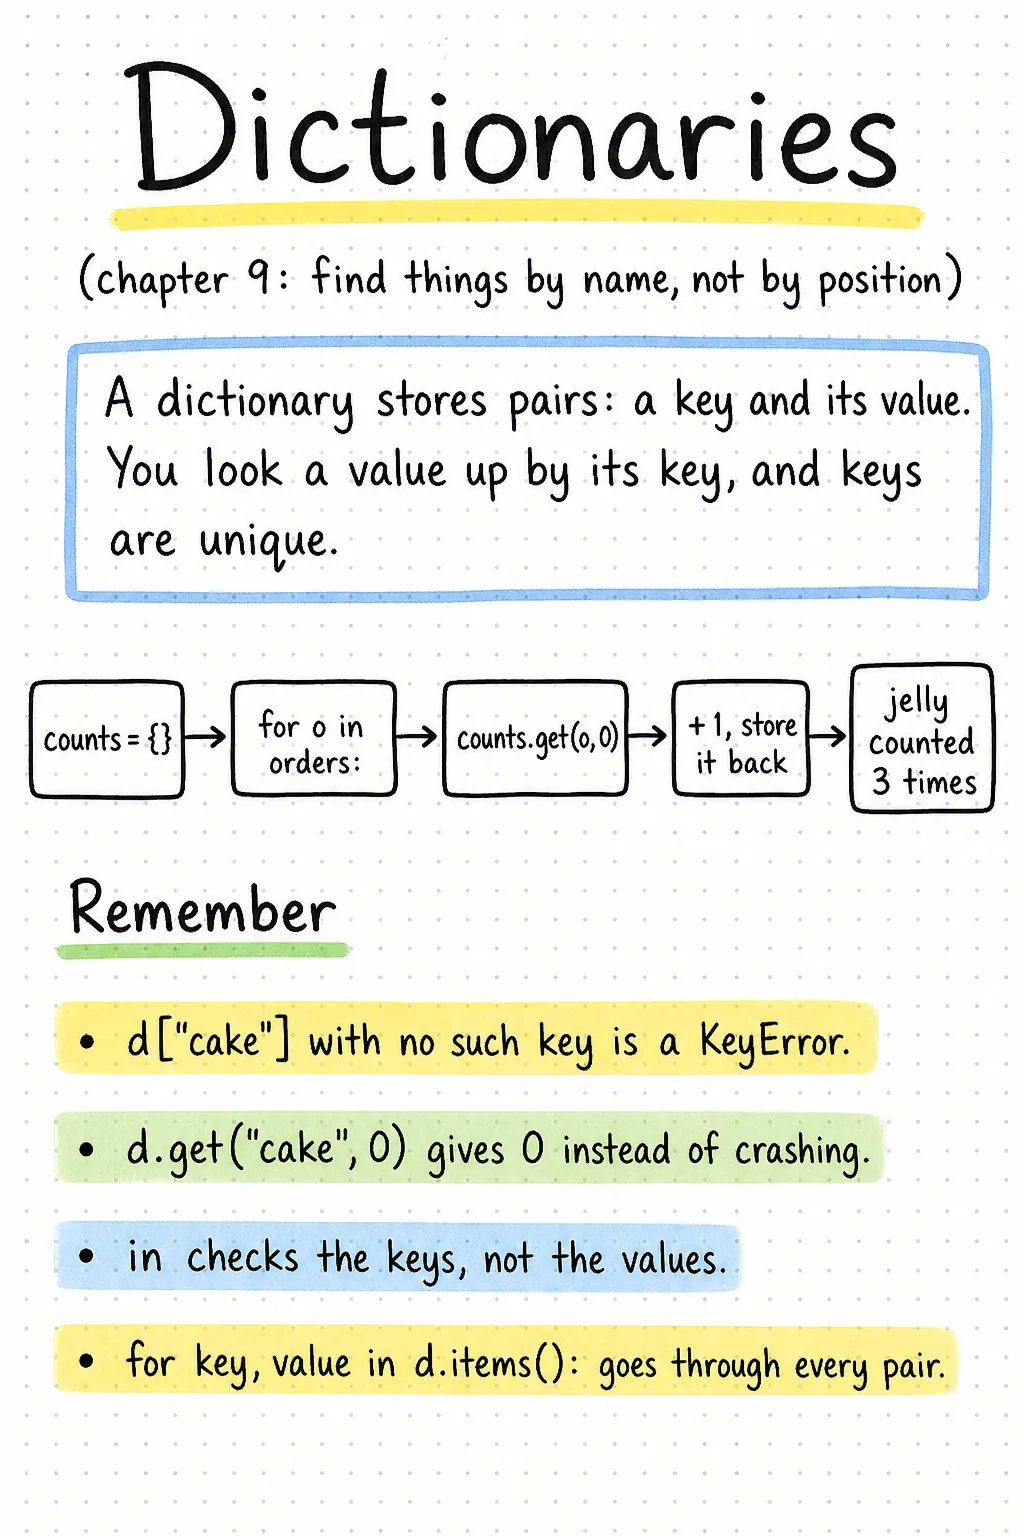 Dictionaries
(chapter 9: find things by name, not by position)
A dictionary stores pairs: a key and its value.
You look a value up by its key, and keys
are unique.
counts = {}
for o in
orders:
counts.get(o, 0)
+ 1, store
it back
jelly
counted
3 times
Remember
• d["cake"] with no such key is a KeyError.
• d.get("cake", 0) gives 0 instead of crashing.
• in checks the keys, not the values.
• for key, value in d.items(): goes through every pair.